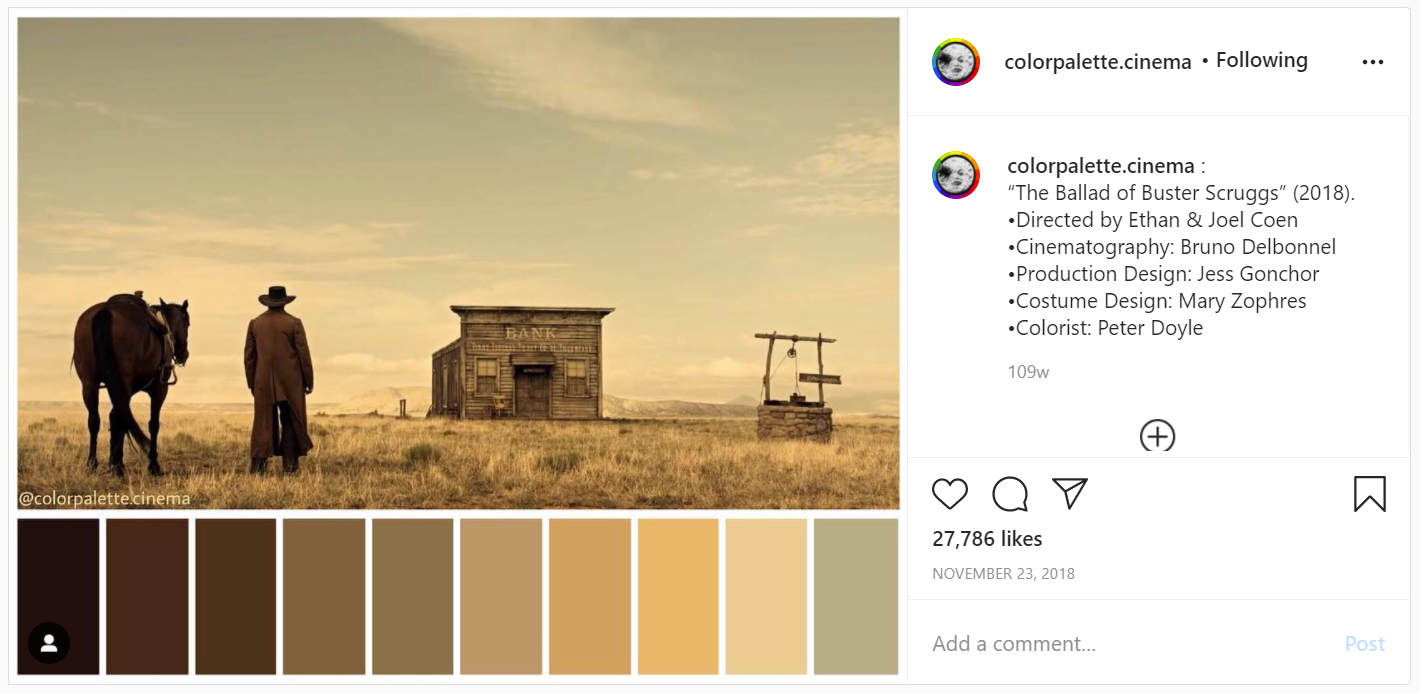 BANK
@colorpalette.cinema
colorpalette.cinema • Following
colorpalette.cinema :
“The Ballad of Buster Scruggs” (2018).
•Directed by Ethan & Joel Coen
•Cinematography: Bruno Delbonnel
•Production Design: Jess Gonchor
•Costume Design: Mary Zophres
•Colorist: Peter Doyle
109w
27,786 likes
NOVEMBER 23, 2018
Add a comment...
Post